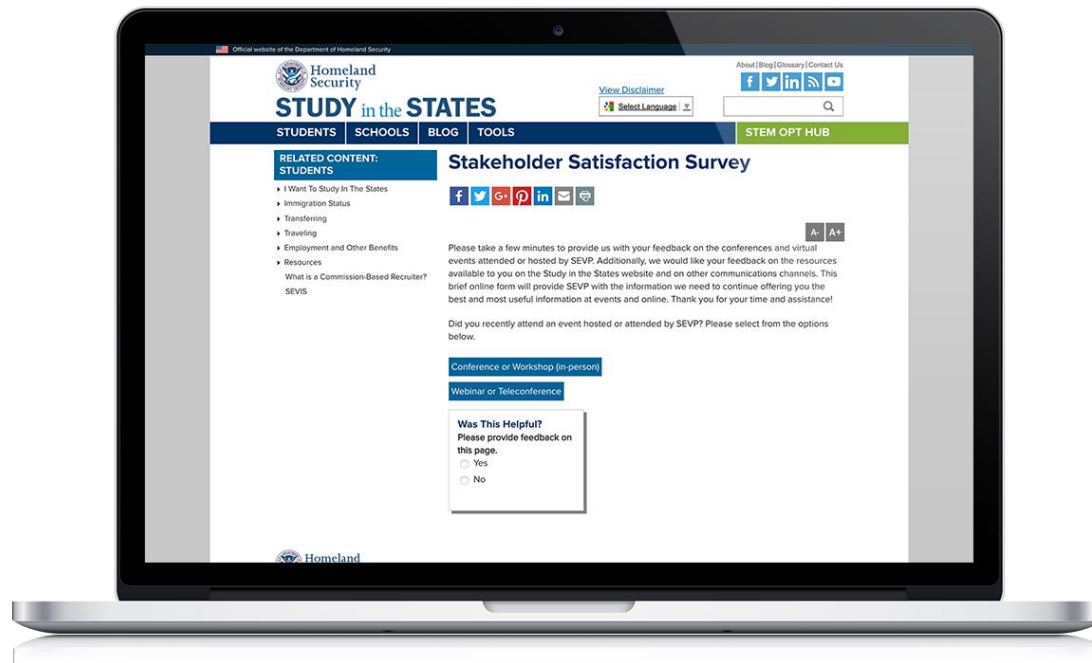 Official website of the Department of Homeland Security
Homeland
Security
STUDY in the STATES
About | Blog | Glossary | Contact Us
View Disclaimer
Select Language
STUDENTS SCHOOLS BLOG TOOLS STEM OPT HUB
RELATED CONTENT:
STUDENTS
I Want To Study In The States
Immigration Status
Transferring
Traveling
Employment and Other Benefits
Resources
What is a Commission-Based Recruiter?
SEVIS
Stakeholder Satisfaction Survey
A- A+
Please take a few minutes to provide us with your feedback on the conferences and virtual
events attended or hosted by SEVP. Additionally, we would like your feedback on the resources
available to you on the Study in the States website and on other communications channels. This
brief online form will provide SEVP with the information we need to continue offering you the
best and most useful information at events and online. Thank you for your time and assistance!
Did you recently attend an event hosted or attended by SEVP? Please select from the options
below.
Conference or Workshop (in-person)
Webinar or Teleconference
Was This Helpful?
Please provide feedback on
this page.
Yes
No
Homeland